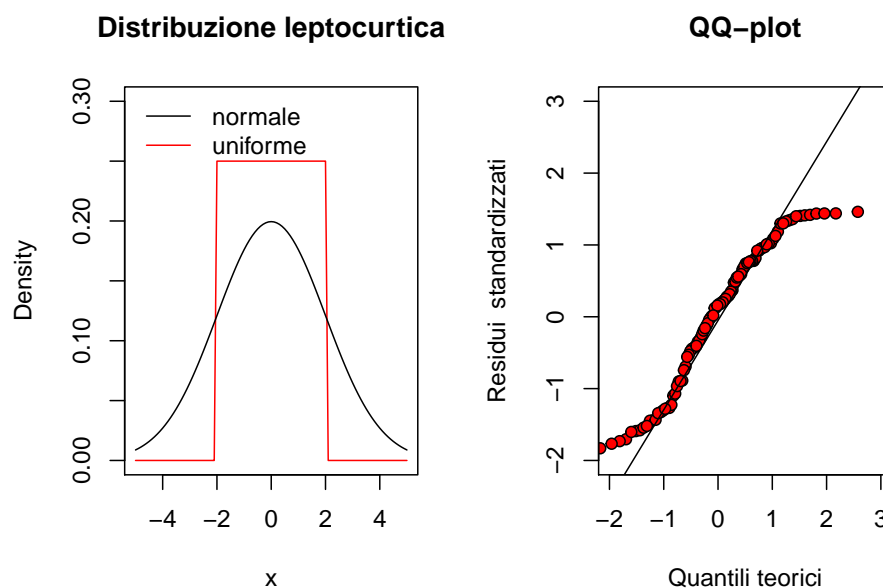 Distribuzione leptocurtica
normale
uniforme
0.00
0.10
0.20
0.30
Density
−4
−2
0
2
4
x
QQ−plot
−2
−1
0
1
2
3
Residui standardizzati
−2
−1
0
1
2
3
Quantili teorici